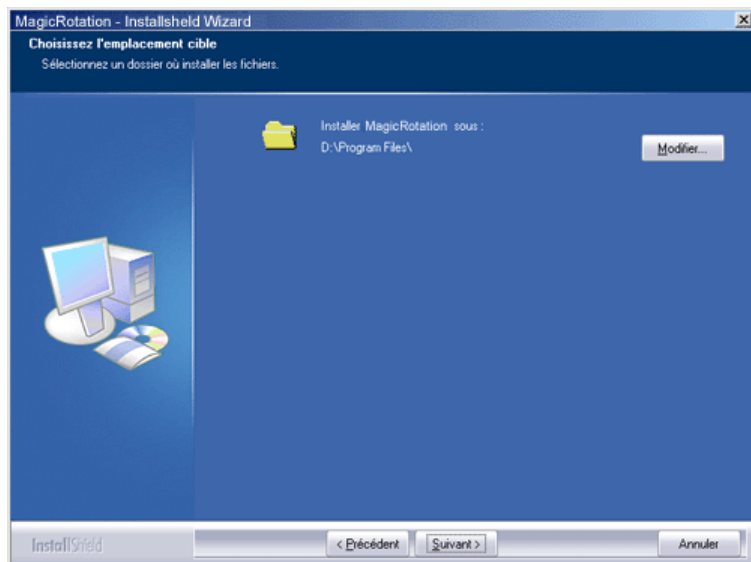 MagicRotation - Installsheld Wizard
Choisissez l'emplacement cible
Sélectionnez un dossier où installer les fichiers.
Installer MagicRotation sous :
D:\Program Files\
Modifier...
InstallShield
< Précédent
Suivant >
Annuler